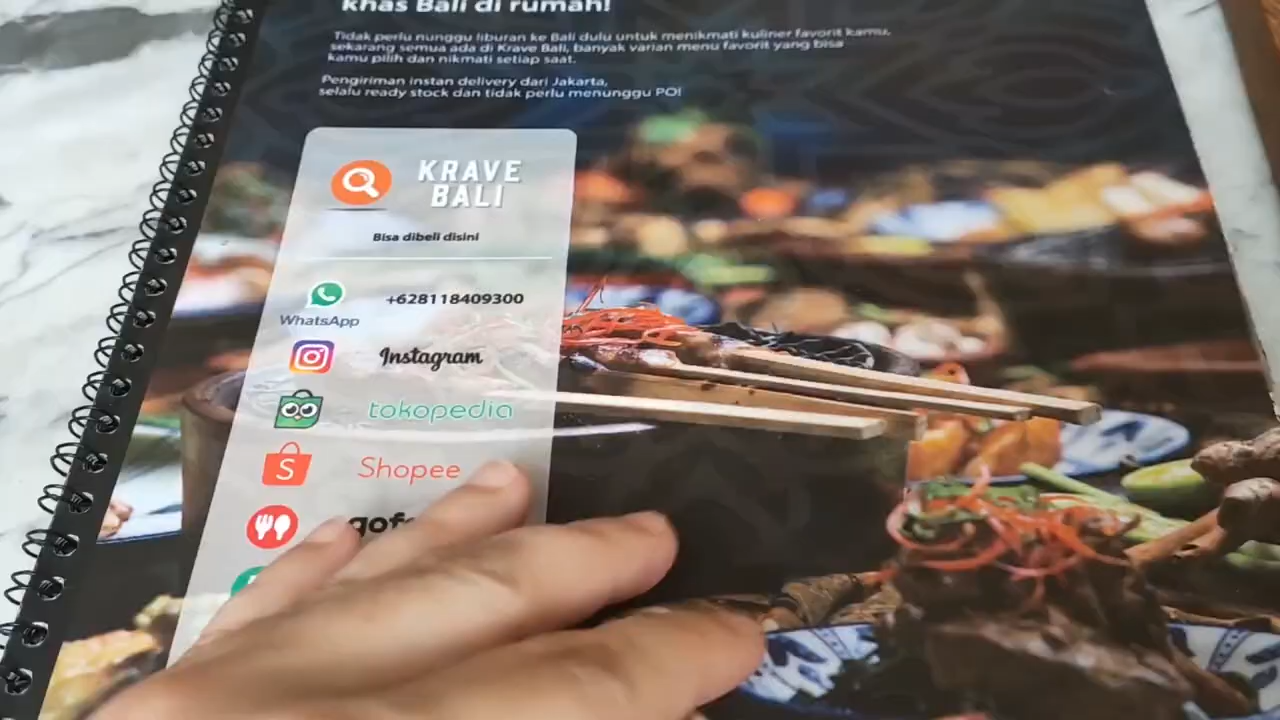 khas Bali di rumah!
Tidak perlu nunggu liburan ke Bali dulu untuk menikmati kuliner favorit kamu,
sekarang semua ada di Krave Bali, banyak varian menu favorit yang bisa
kamu pilih dan nikmati setiap saat.
Pengiriman instan delivery dari Jakarta,
selalu ready stock dan tidak perlu menunggu PO!
KRAVE
BALI
Bisa dibeli disini
+628118409300
WhatsApp
Instagram
tokopedia
S
Shopee
gofo